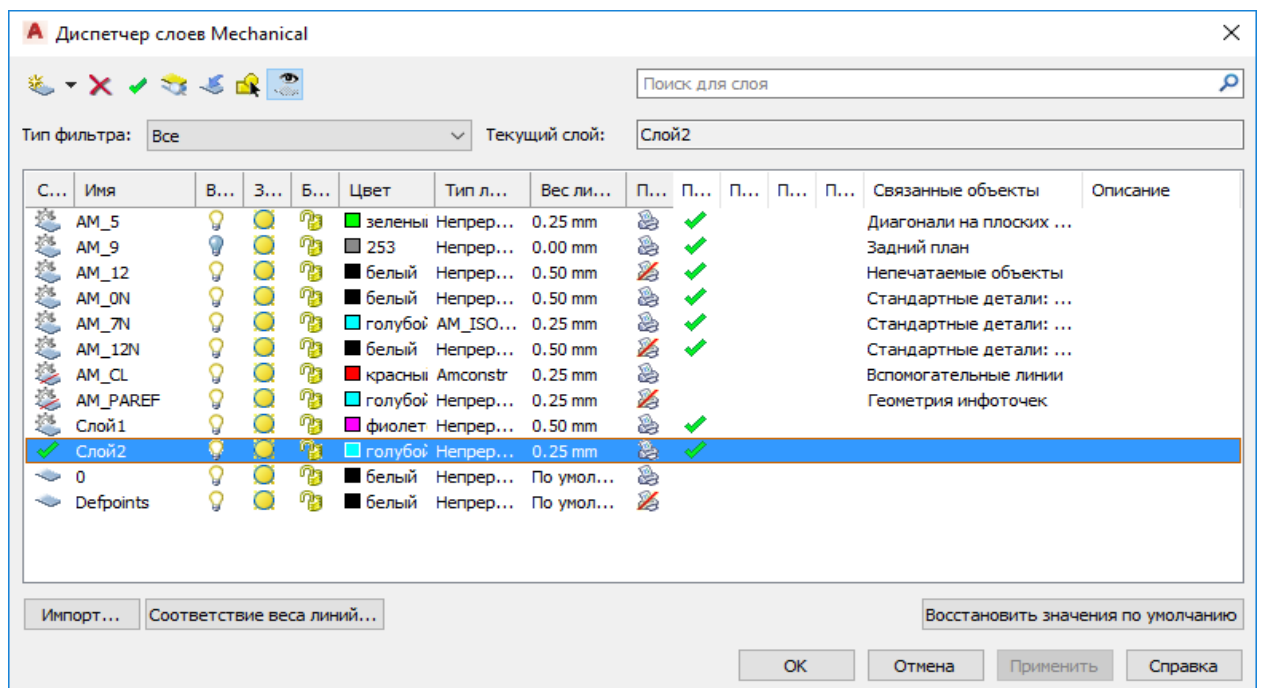 Диспетчер слоев Mechanical
Поиск для слоя
Тип фильтра: Все Текущий слой: Слой2
С... Имя В... З... Б... Цвет Тип л... Вес ли... П... П... П... П... П... Связанные объекты Описание
AM_5 зелены Непрер... 0.25 mm Диагонали на плоских ...
AM_9 253 Непрер... 0.00 mm Задний план
AM_12 белый Непрер... 0.50 mm Непечатаемые объекты
AM_0N белый Непрер... 0.50 mm Стандартные детали: ...
AM_7N голубой AM_ISO... 0.25 mm Стандартные детали: ...
AM_12N белый Непрер... 0.50 mm Стандартные детали: ...
AM_CL красны Amconstr 0.25 mm Вспомогательные линии
AM_PAREF голубой Непрер... 0.25 mm Геометрия инфоточек
Слой1 фиолет Непрер... 0.50 mm
Слой2 голубой Непрер... 0.25 mm
0 белый Непрер... По умол...
Defpoints белый Непрер... По умол...
Импорт... Соответствие веса линий... Восстановить значения по умолчанию
ОК Отмена Применить Справка